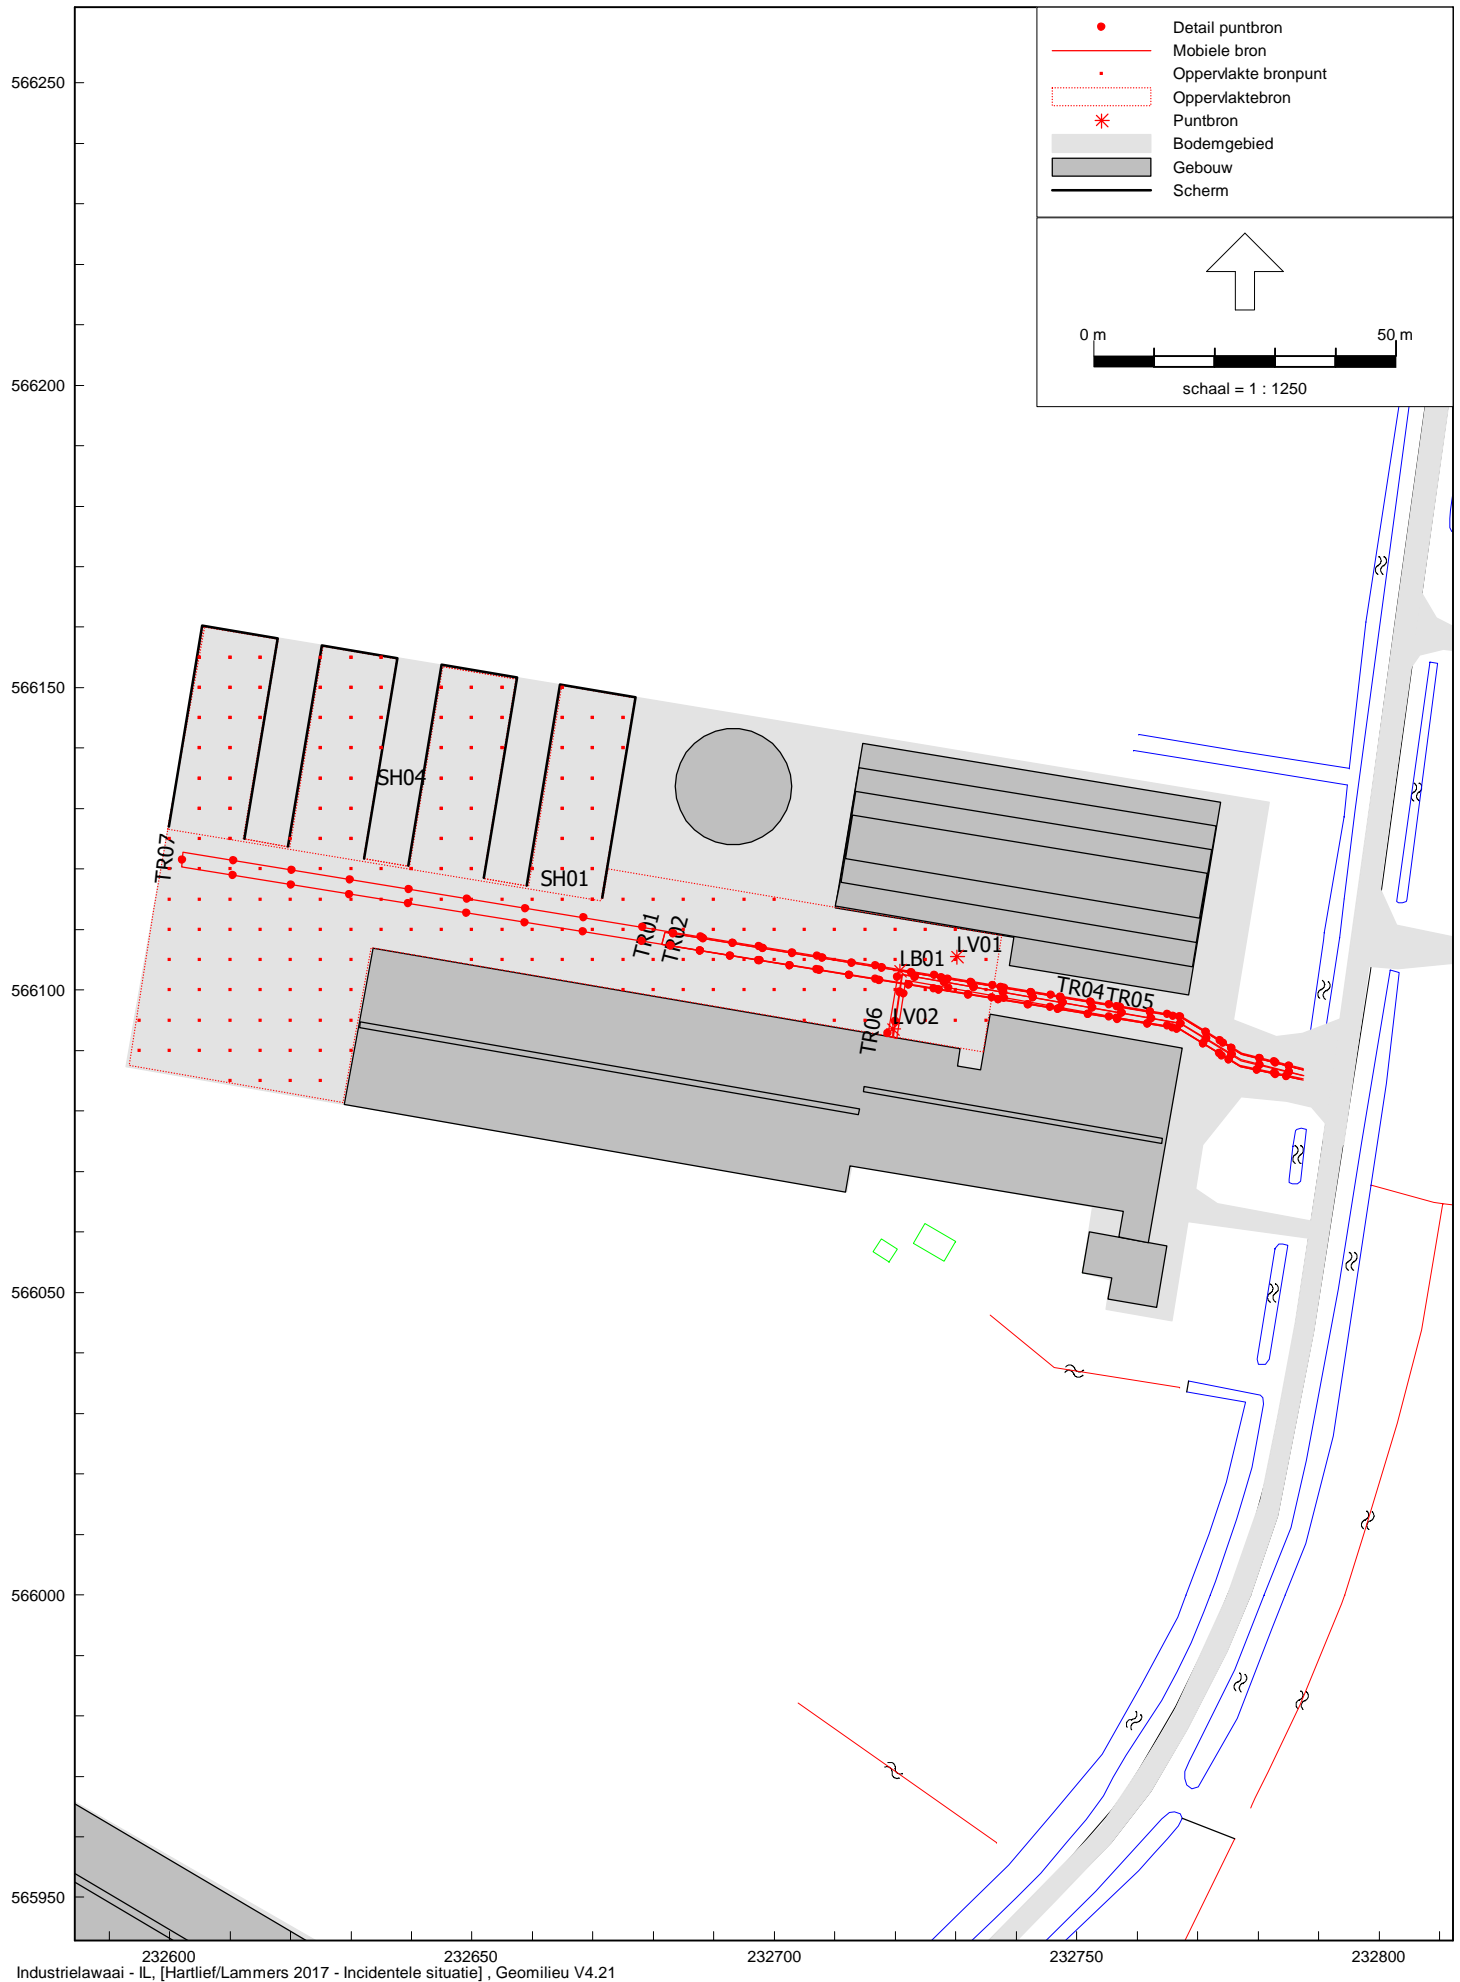 Detail puntbron
Mobiele bron
Oppervlakte bronpunt
Oppervlaktebron
Puntbron
Bodemgebied
Gebouw
Scherm
0 m
50 m
schaal = 1 : 1250
566250
566200
566150
566100
566050
566000
565950
SH04
TR07
SH01
TR01
TR02
LV01
LB01
TR04
TR05
LV02
TR06
232600
232650
232700
232750
232800
Industrielawaai - IL, [Hartlief/Lammers 2017 - Incidentele situatie] , Geomilieu V4.21